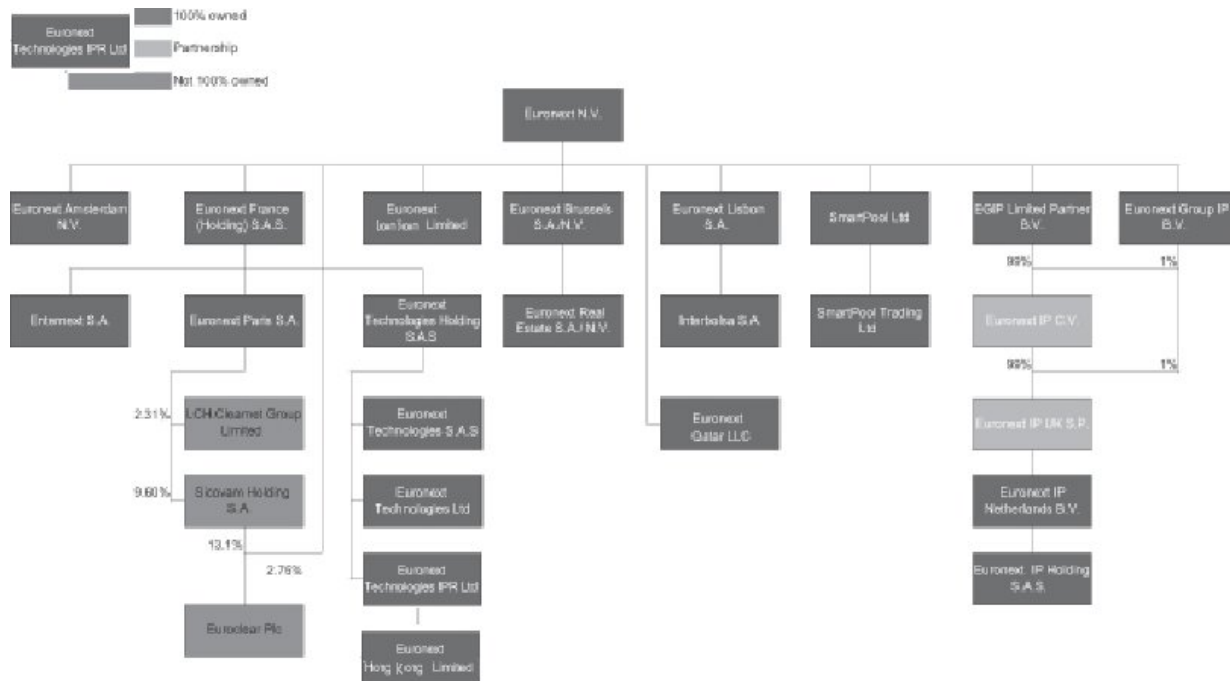 Euronext
Technologies IPR Ltd
100% owned
Partnership
Not 100% owned
Euronext N.V.
Euronext Amsterdam
N.V.
Euronext France
(Holding) S.A.S.
Euronext
Limited
Euronext Brussels
S.A./N.V.
Euronext Lisbon
S.A.
SmartPool Ltd
EGIP Limited Partner
B.V.
Euronext Group IP
B.V.
99%
1%
Enternext S.A.
Euronext Paris S.A.
Euronext
Technologies Holding
S.A.S
Euronext Real
Estate S.A./ N.V.
Interbolsa S.A
SmartPool Trading
Ltd
Euronext IP C.V.
99%
1%
2.31%
LCH Clearnet Group
Limited
Euronext
Technologies S.A.S
Euronext
Qatar LLC
Euronext IP UK S.P.
9.60%
Sicovam Holding
S.A.
Euronext
Technologies Ltd
Euronext IP
Netherlands B.V.
13.1%
2.76%
Euronext
Technologies IPR Ltd
Euronext IP Holding
S.A.S.
Euroclear Plc
Euronext
Hong Kong Limited